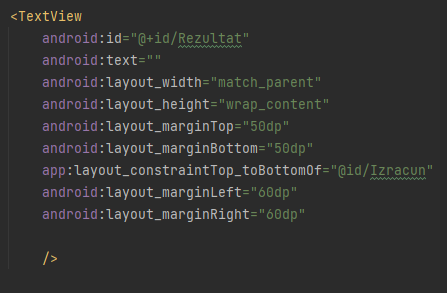 <TextView
android:id="@+id/Rezultat"
android:text=""
android:layout_width="match_parent"
android:layout_height="wrap_content"
android:layout_marginTop="50dp"
android:layout_marginBottom="50dp"
app:layout_constraintTop_toBottomOf="@id/Izracun"
android:layout_marginLeft="60dp"
android:layout_marginRight="60dp"
/>